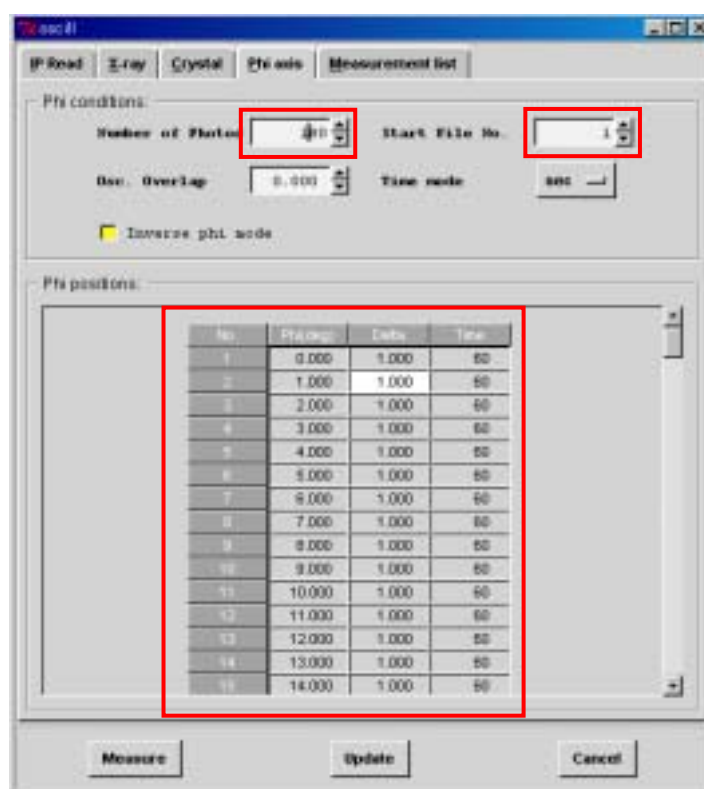 oscill
IP Read X-ray Crystal Phi axis Measurement list
Phi conditions:
Number of Photos Start File No. 1
Osc. Overlap 0.000 Time mode sec
Inverse phi mode
Phi positions:
No Phi(deg) Delta Time
1 0.000 1.000 60
2 1.000 1.000 60
3 2.000 1.000 60
4 3.000 1.000 60
5 4.000 1.000 60
6 5.000 1.000 60
7 6.000 1.000 60
8 7.000 1.000 60
9 8.000 1.000 60
10 9.000 1.000 60
11 10.000 1.000 60
12 11.000 1.000 60
13 12.000 1.000 60
14 13.000 1.000 60
15 14.000 1.000 60
Measure Update Cancel